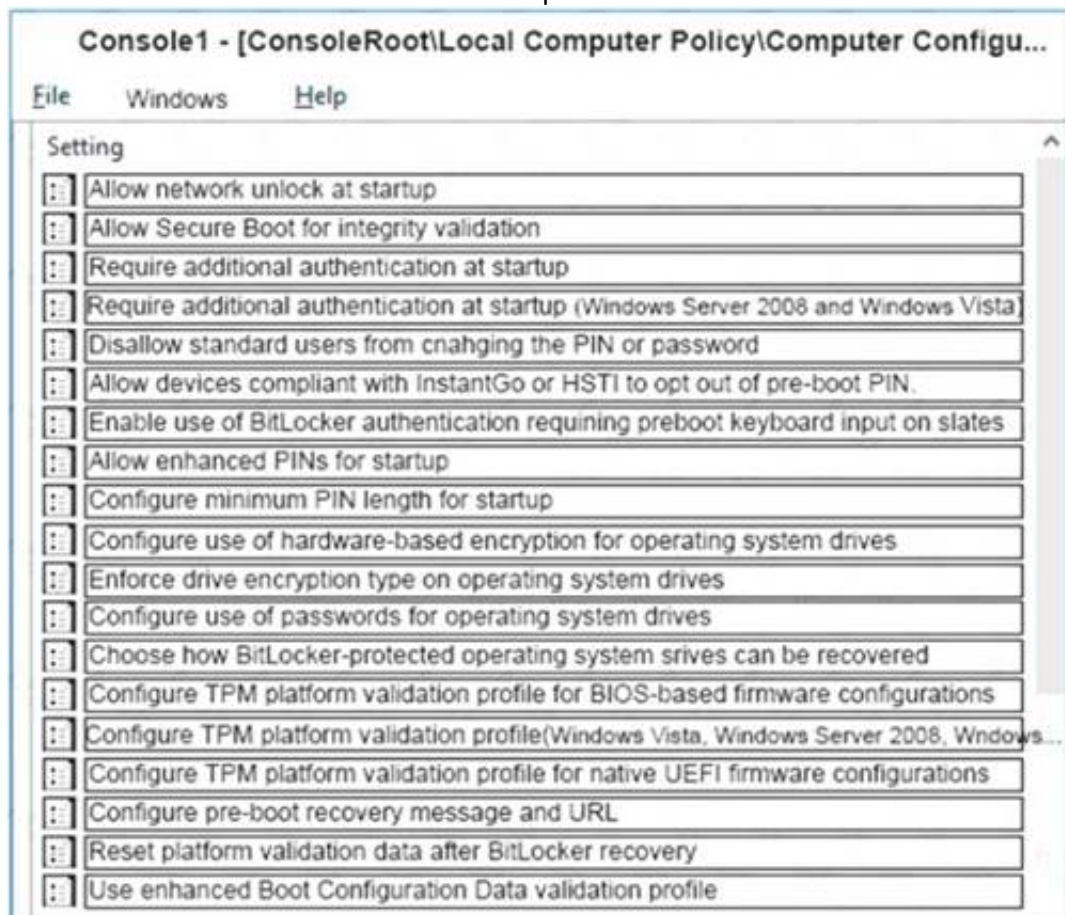 Console1 - [ConsoleRoot\Local Computer Policy\Computer Configu...
File Windows Help
Setting
Allow network unlock at startup
Allow Secure Boot for integrity validation
Require additional authentication at startup
Require additional authentication at startup (Windows Server 2008 and Windows Vista)
Disallow standard users from cnahging the PIN or password
Allow devices compliant with InstantGo or HSTI to opt out of pre-boot PIN.
Enable use of BitLocker authentication requining preboot keyboard input on slates
Allow enhanced PINs for startup
Configure minimum PIN length for startup
Configure use of hardware-based encryption for operating system drives
Enforce drive encryption type on operating system drives
Configure use of passwords for operating system drives
Choose how BitLocker-protected operating system srives can be recovered
Configure TPM platform validation profile for BIOS-based firmware configurations
Configure TPM platform validation profile(Windows Vista, Windows Server 2008, Wndows...
Configure TPM platform validation profile for native UEFI firmware configurations
Configure pre-boot recovery message and URL
Reset platform validation data after BitLocker recovery
Use enhanced Boot Configuration Data validation profile